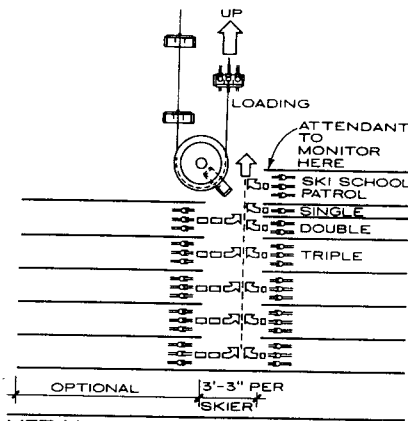 UP
LOADING
ATTENDANT
TO
MONITOR
HERE
SKI SCHOOL
PATROL
SINGLE
DOUBLE
TRIPLE
OPTIONAL
3'-3" PER
SKIER